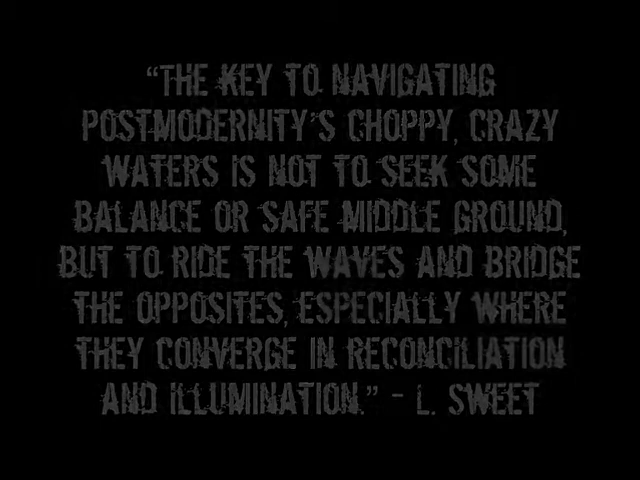 “THE KEY TO NAVIGATING
POSTMODERNITY’S CHOPPY, CRAZY
WATERS IS NOT TO SEEK SOME
BALANCE OR SAFE MIDDLE GROUND,
BUT TO RIDE THE WAVES AND BRIDGE
THE OPPOSITES, ESPECIALLY WHERE
THEY CONVERGE IN RECONCILIATION
AND ILLUMINATION.” - L. SWEET